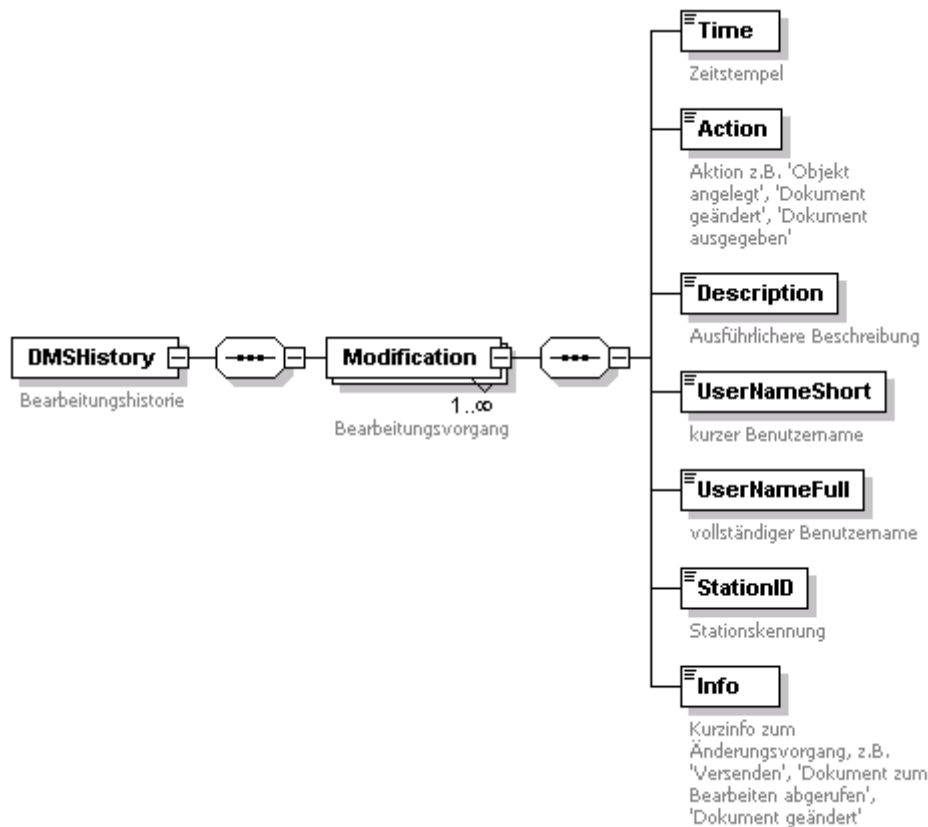 Time
Zeitstempel
Action
Aktion z.B. 'Objekt
angelegt', 'Dokument
geändert', 'Dokument
ausgegeben'
Description
Ausführlichere Beschreibung
DMSHistory
Bearbeitungshistorie
Modification
1..∞
Bearbeitungsvorgang
UserNameShort
kurzer Benutzername
UserNameFull
vollständiger Benutzername
StationID
Stationskennung
Info
Kurzinfo zum
Änderungsvorgang, z.B.
'Versenden', 'Dokument zum
Bearbeiten abgerufen',
'Dokument geändert'